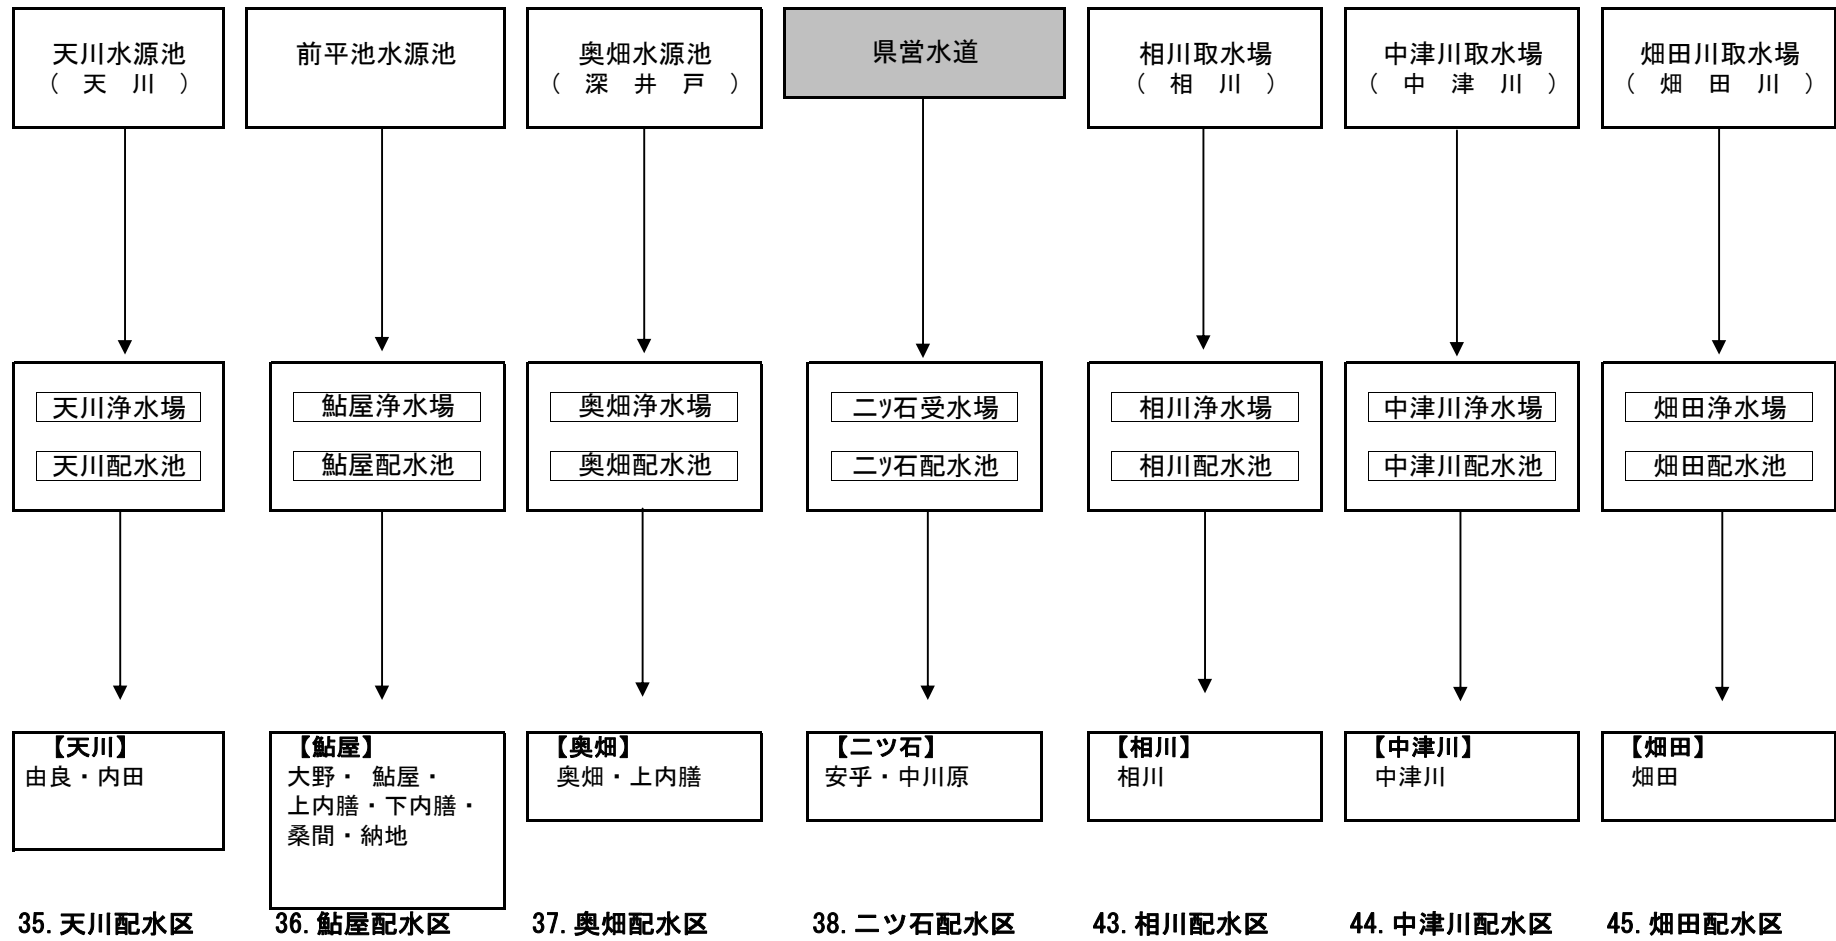 天川水源池
（　天　川　）
前平池水源池
奥畑水源池
（　深　井　戸　）
県営水道
相川取水場
（　相　川　）
中津川取水場
（　中　津　川　）
畑田川取水場
（　畑　田　川　）
天川浄水場
天川配水池
鮎屋浄水場
鮎屋配水池
奥畑浄水場
奥畑配水池
二ッ石受水場
二ッ石配水池
相川浄水場
相川配水池
中津川浄水場
中津川配水池
畑田浄水場
畑田配水池
【天川】
由良・内田
【鮎屋】
大野・ 鮎屋・
上内膳・下内膳・
桑間・納地
【奥畑】
奥畑・上内膳
【二ツ石】
安乎・中川原
【相川】
相川
【中津川】
中津川
【畑田】
畑田
35. 天川配水区
36. 鮎屋配水区
37. 奥畑配水区
38. 二ツ石配水区
43. 相川配水区
44. 中津川配水区
45. 畑田配水区